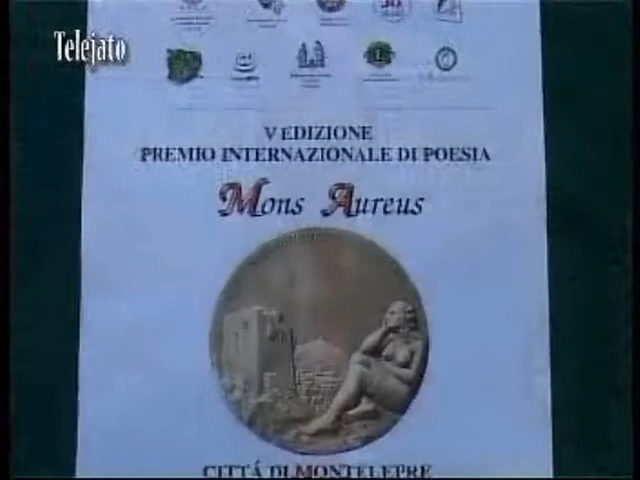 Telejato
V EDIZIONE
PREMIO INTERNAZIONALE DI POESIA
Mons Aureus
CITTÁ DI MONTELEPRE